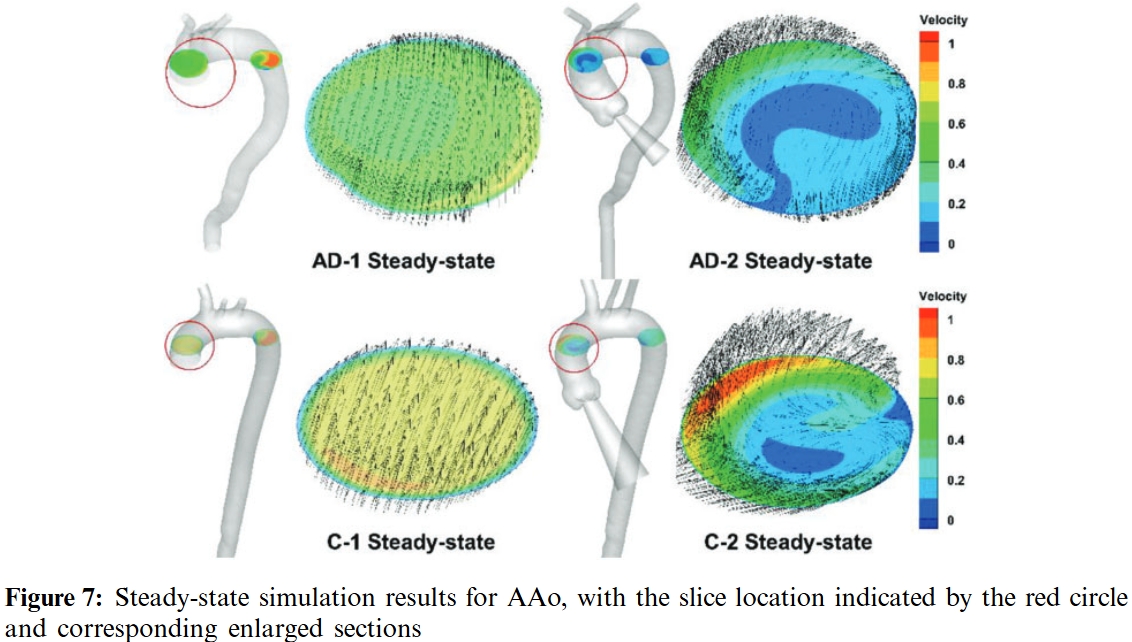 Velocity
1
0.8
0.6
0.4
0.2
0
AD-1 Steady-state
AD-2 Steady-state
Velocity
1
0.8
0.6
0.4
0.2
0
C-1 Steady-state
C-2 Steady-state
Figure 7: Steady-state simulation results for AAo, with the slice location indicated by the red circle
and corresponding enlarged sections